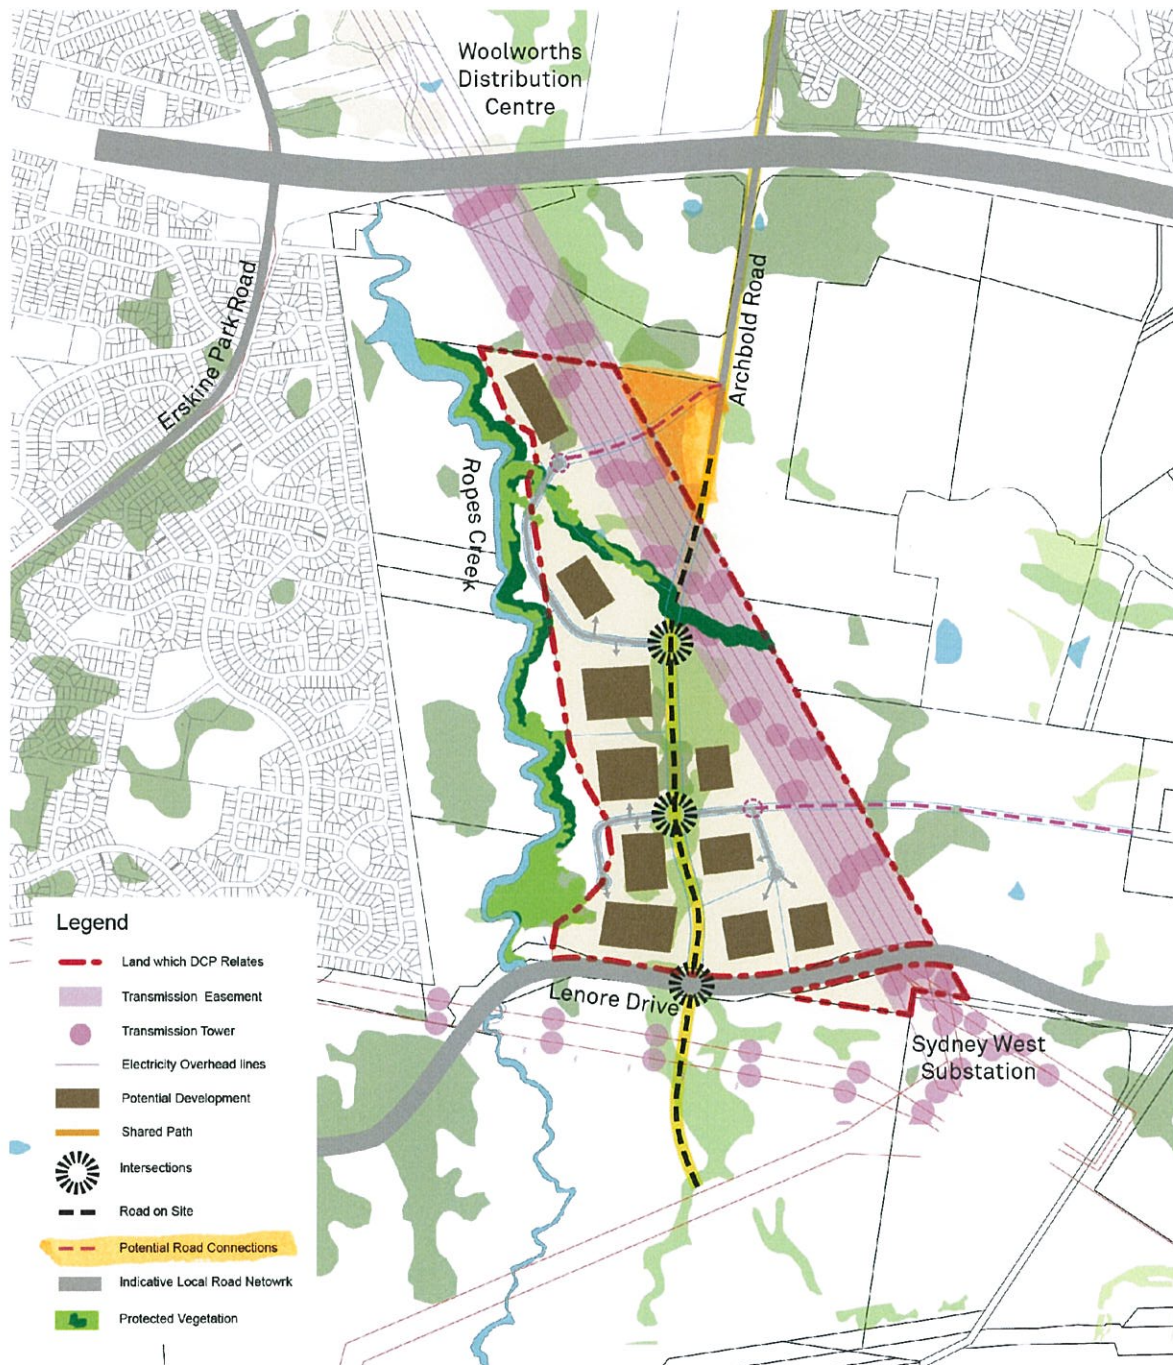 Woolworths
Distribution
Centre
Erskine Park Road
Archbold Road
Ropes Creek
Lenore Drive
Sydney West
Substation
Legend
Land which DCP Relates
Transmission Easement
Transmission Tower
Electricity Overhead lines
Potential Development
Shared Path
Intersections
Road on Site
Potential Road Connections
Indicative Local Road Netowrk
Protected Vegetation